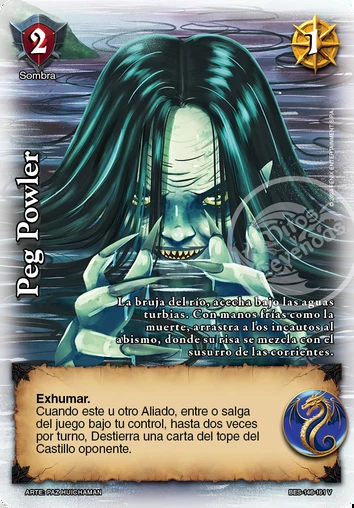 2
1
Sombra
Peg Powler
Mitos y Leyendas
La bruja del río, acecha bajo las aguas
turbias. Con manos frías como la
muerte, arrastra a los incautos al
abismo, donde su risa se mezcla con el
susurro de las corrientes.
Exhumar.
Cuando este u otro Aliado, entre o salga
del juego bajo tu control, hasta dos veces
por turno, Destierra una carta del tope del
Castillo oponente.
ARTE: PAZ HUICHAMAN
BES-146-161 V